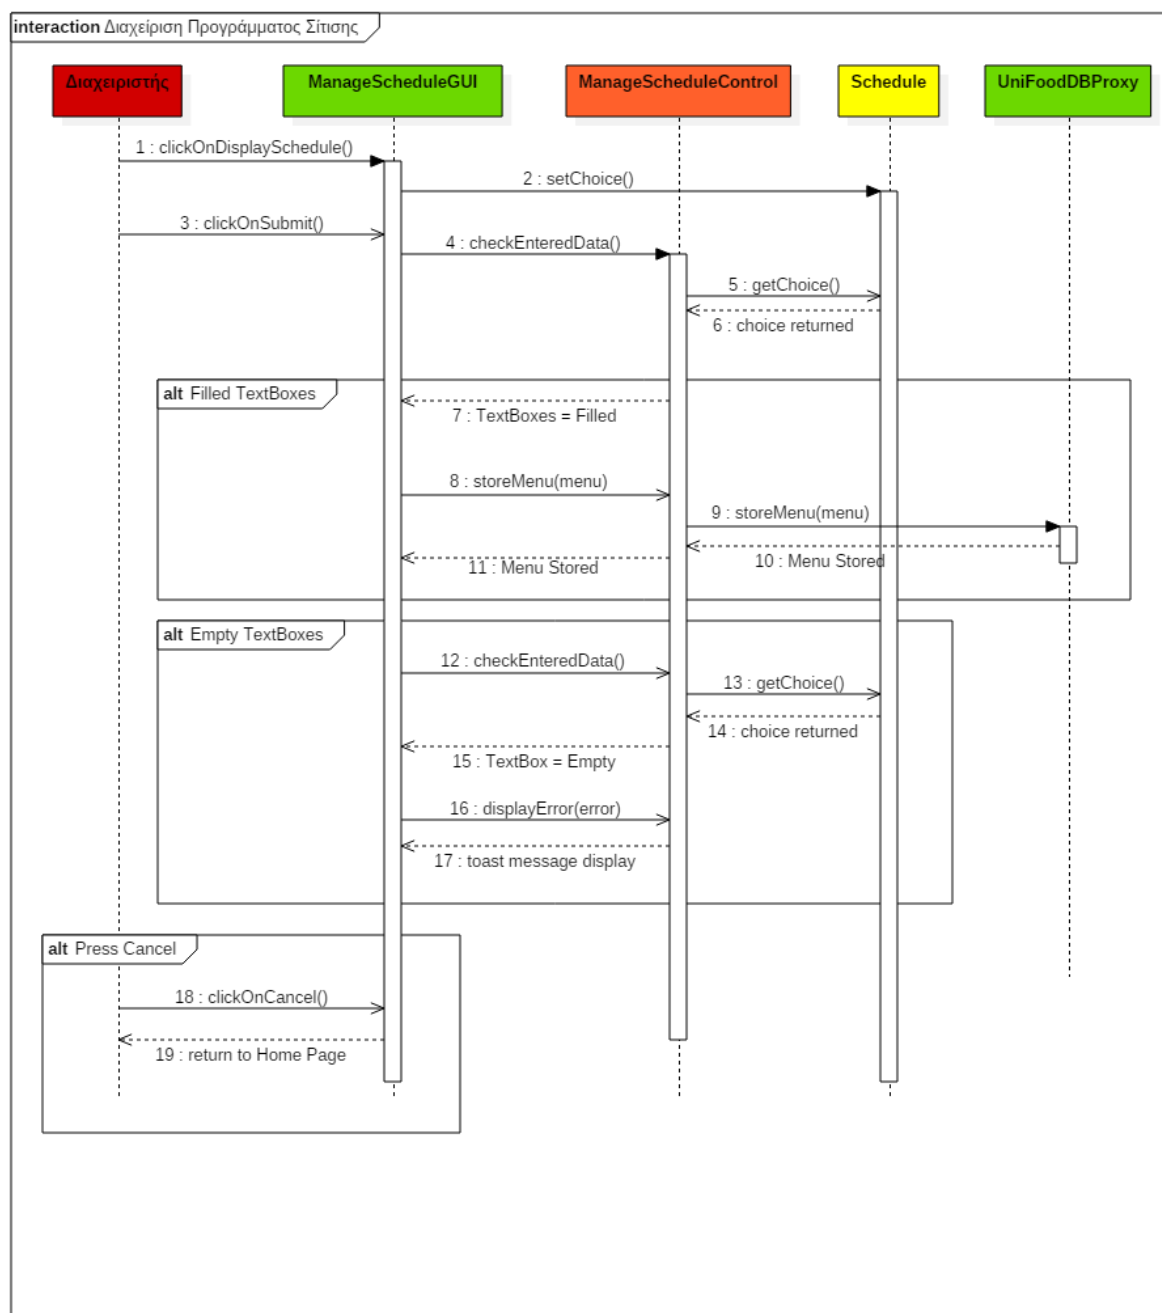 interaction Διαχείριση Προγράμματος Σίτισης
Διαχειριστής
ManageScheduleGUI
ManageScheduleControl
Schedule
UniFoodDBProxy
1 : clickOnDisplaySchedule()
2 : setChoice()
3 : clickOnSubmit()
4 : checkEnteredData()
5 : getChoice()
6 : choice returned
alt Filled TextBoxes
7 : TextBoxes = Filled
8 : storeMenu(menu)
9 : storeMenu(menu)
10 : Menu Stored
11 : Menu Stored
alt Empty TextBoxes
12 : checkEnteredData()
13 : getChoice()
14 : choice returned
15 : TextBox = Empty
16 : displayError(error)
17 : toast message display
alt Press Cancel
18 : clickOnCancel()
19 : return to Home Page